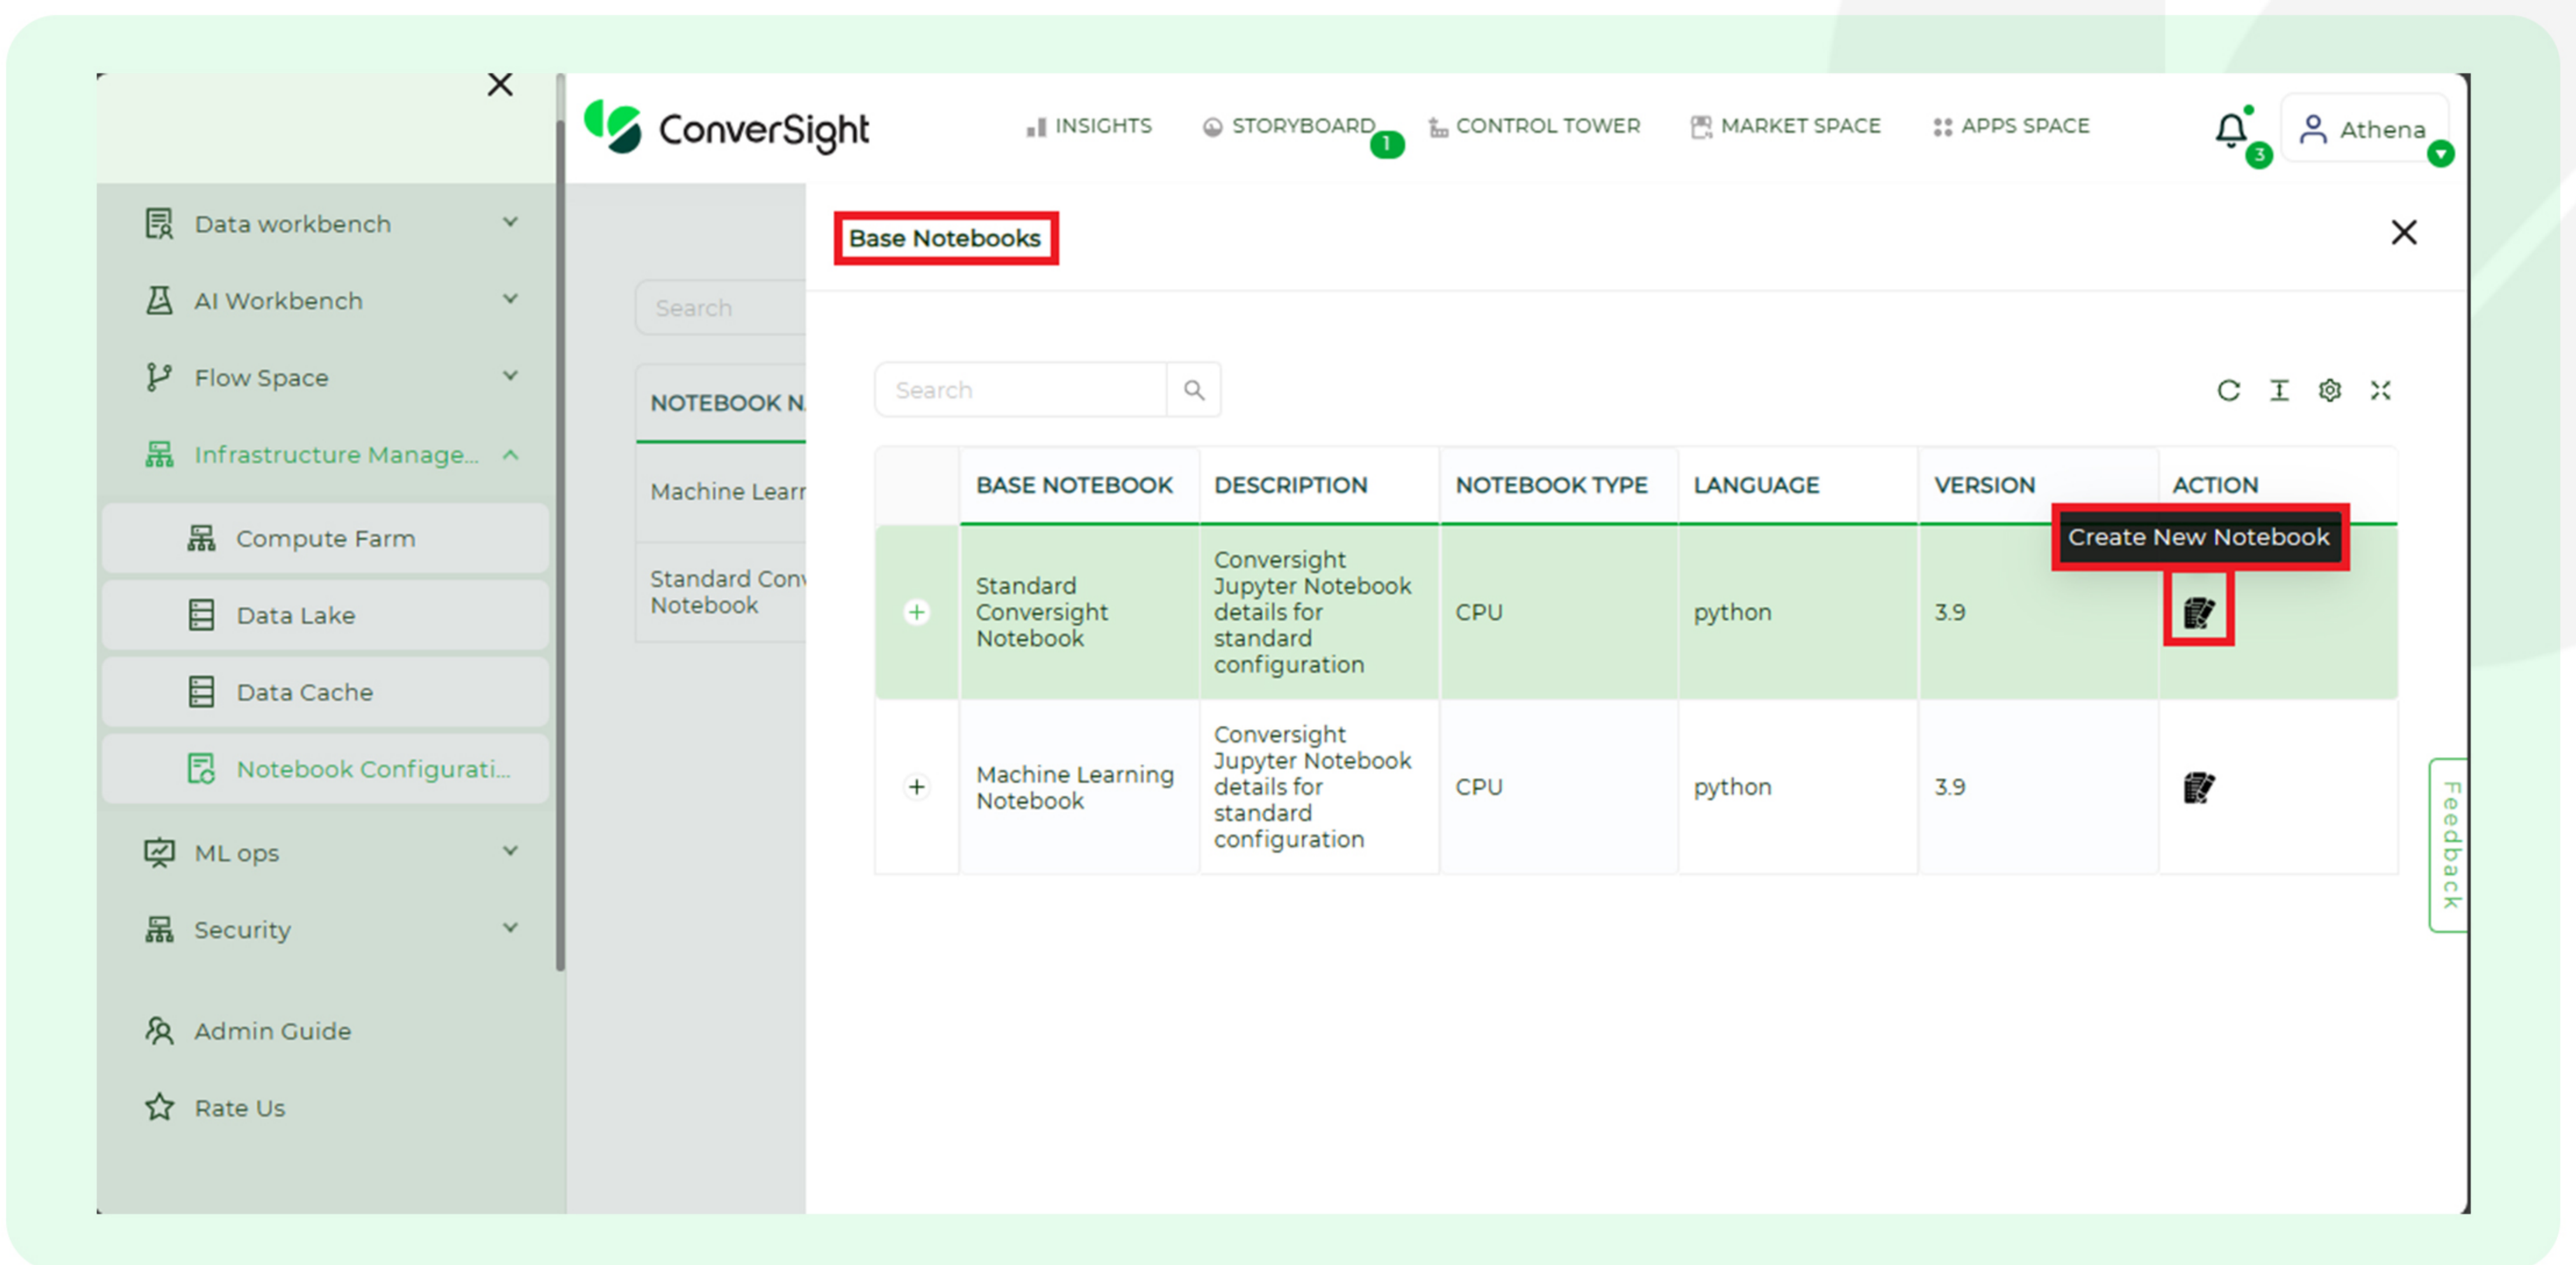 ConverSight
INSIGHTS
STORYBOARD
1
CONTROL TOWER
MARKET SPACE
APPS SPACE
3
Athena
Data workbench
AI Workbench
Flow Space
Infrastructure Manage...
Compute Farm
Data Lake
Data Cache
Notebook Configurati...
ML ops
Security
Admin Guide
Rate Us
Search
NOTEBOOK N
Machine Lear
Standard Con
Notebook
Base Notebooks
Search
BASE NOTEBOOK
DESCRIPTION
NOTEBOOK TYPE
LANGUAGE
VERSION
ACTION
Create New Notebook
Standard
Conversight
Notebook
Conversight
Jupyter Notebook
details for
standard
configuration
CPU
python
3.9
Machine Learning
Notebook
Conversight
Jupyter Notebook
details for
standard
configuration
CPU
python
3.9
Feedback